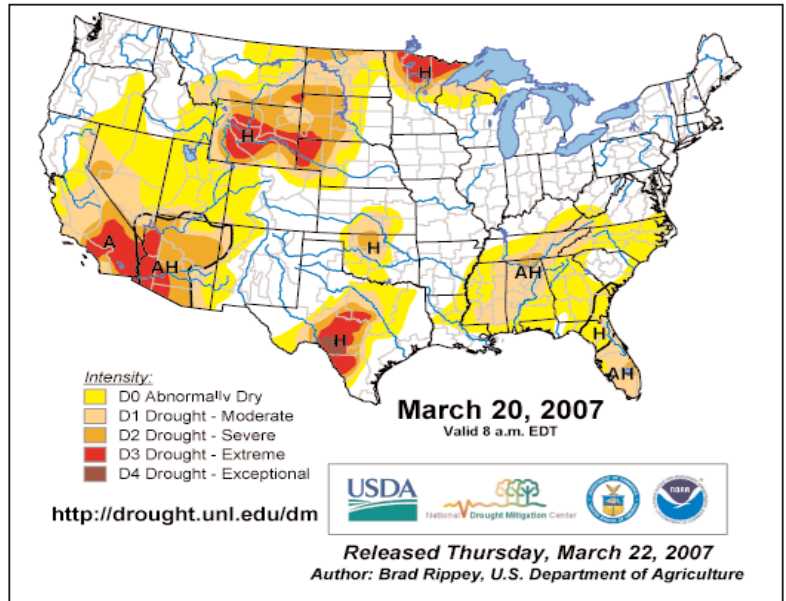 H
H
A
AH
H
AH
H
H
AH
Intensity:
D0 Abnormally Dry
D1 Drought - Moderate
D2 Drought - Severe
D3 Drought - Extreme
D4 Drought - Exceptional
March 20, 2007
Valid 8 a.m. EDT
http://drought.unl.edu/dm
USDA
National Drought Mitigation Center
NOAA
Released Thursday, March 22, 2007
Author: Brad Rippey, U.S. Department of Agriculture